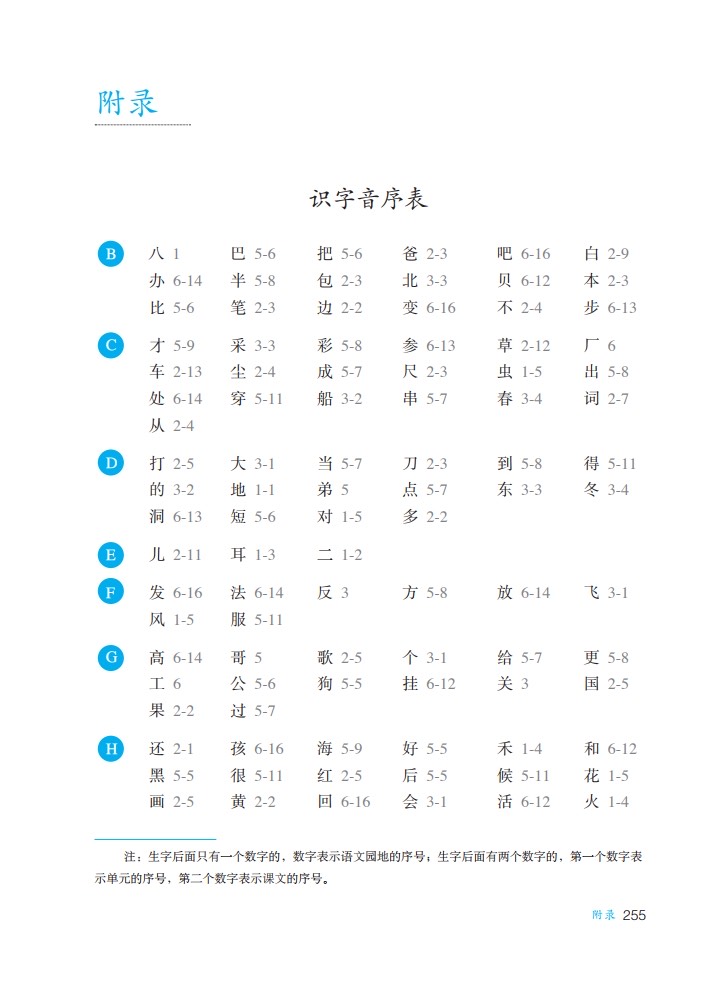 附录
识字音序表
B 八 1 巴 5-6 把 5-6 爸 2-3 吧 6-16 白 2-9
办 6-14 半 5-8 包 2-3 北 3-3 贝 6-12 本 2-3
比 5-6 笔 2-3 边 2-2 变 6-16 不 2-4 步 6-13
C 才 5-9 采 3-3 彩 5-8 参 6-13 草 2-12 厂 6
车 2-13 尘 2-4 成 5-7 尺 2-3 虫 1-5 出 5-8
处 6-14 穿 5-11 船 3-2 串 5-7 春 3-4 词 2-7
从 2-4
D 打 2-5 大 3-1 当 5-7 刀 2-3 到 5-8 得 5-11
的 3-2 地 1-1 弟 5 点 5-7 东 3-3 冬 3-4
洞 6-13 短 5-6 对 1-5 多 2-2
E 儿 2-11 耳 1-3 二 1-2
F 发 6-16 法 6-14 反 3 方 5-8 放 6-14 飞 3-1
风 1-5 服 5-11
G 高 6-14 哥 5 歌 2-5 个 3-1 给 5-7 更 5-8
工 6 公 5-6 狗 5-5 挂 6-12 关 3 国 2-5
果 2-2 过 5-7
H 还 2-1 孩 6-16 海 5-9 好 5-5 禾 1-4 和 6-12
黑 5-5 很 5-11 红 2-5 后 5-5 候 5-11 花 1-5
画 2-5 黄 2-2 回 6-16 会 3-1 活 6-12 火 1-4
注：生字后面只有一个数字的，数字表示语文园地的序号；生字后面有两个数字的，第一个数字表
示单元的序号，第二个数字表示课文的序号。
附录 255